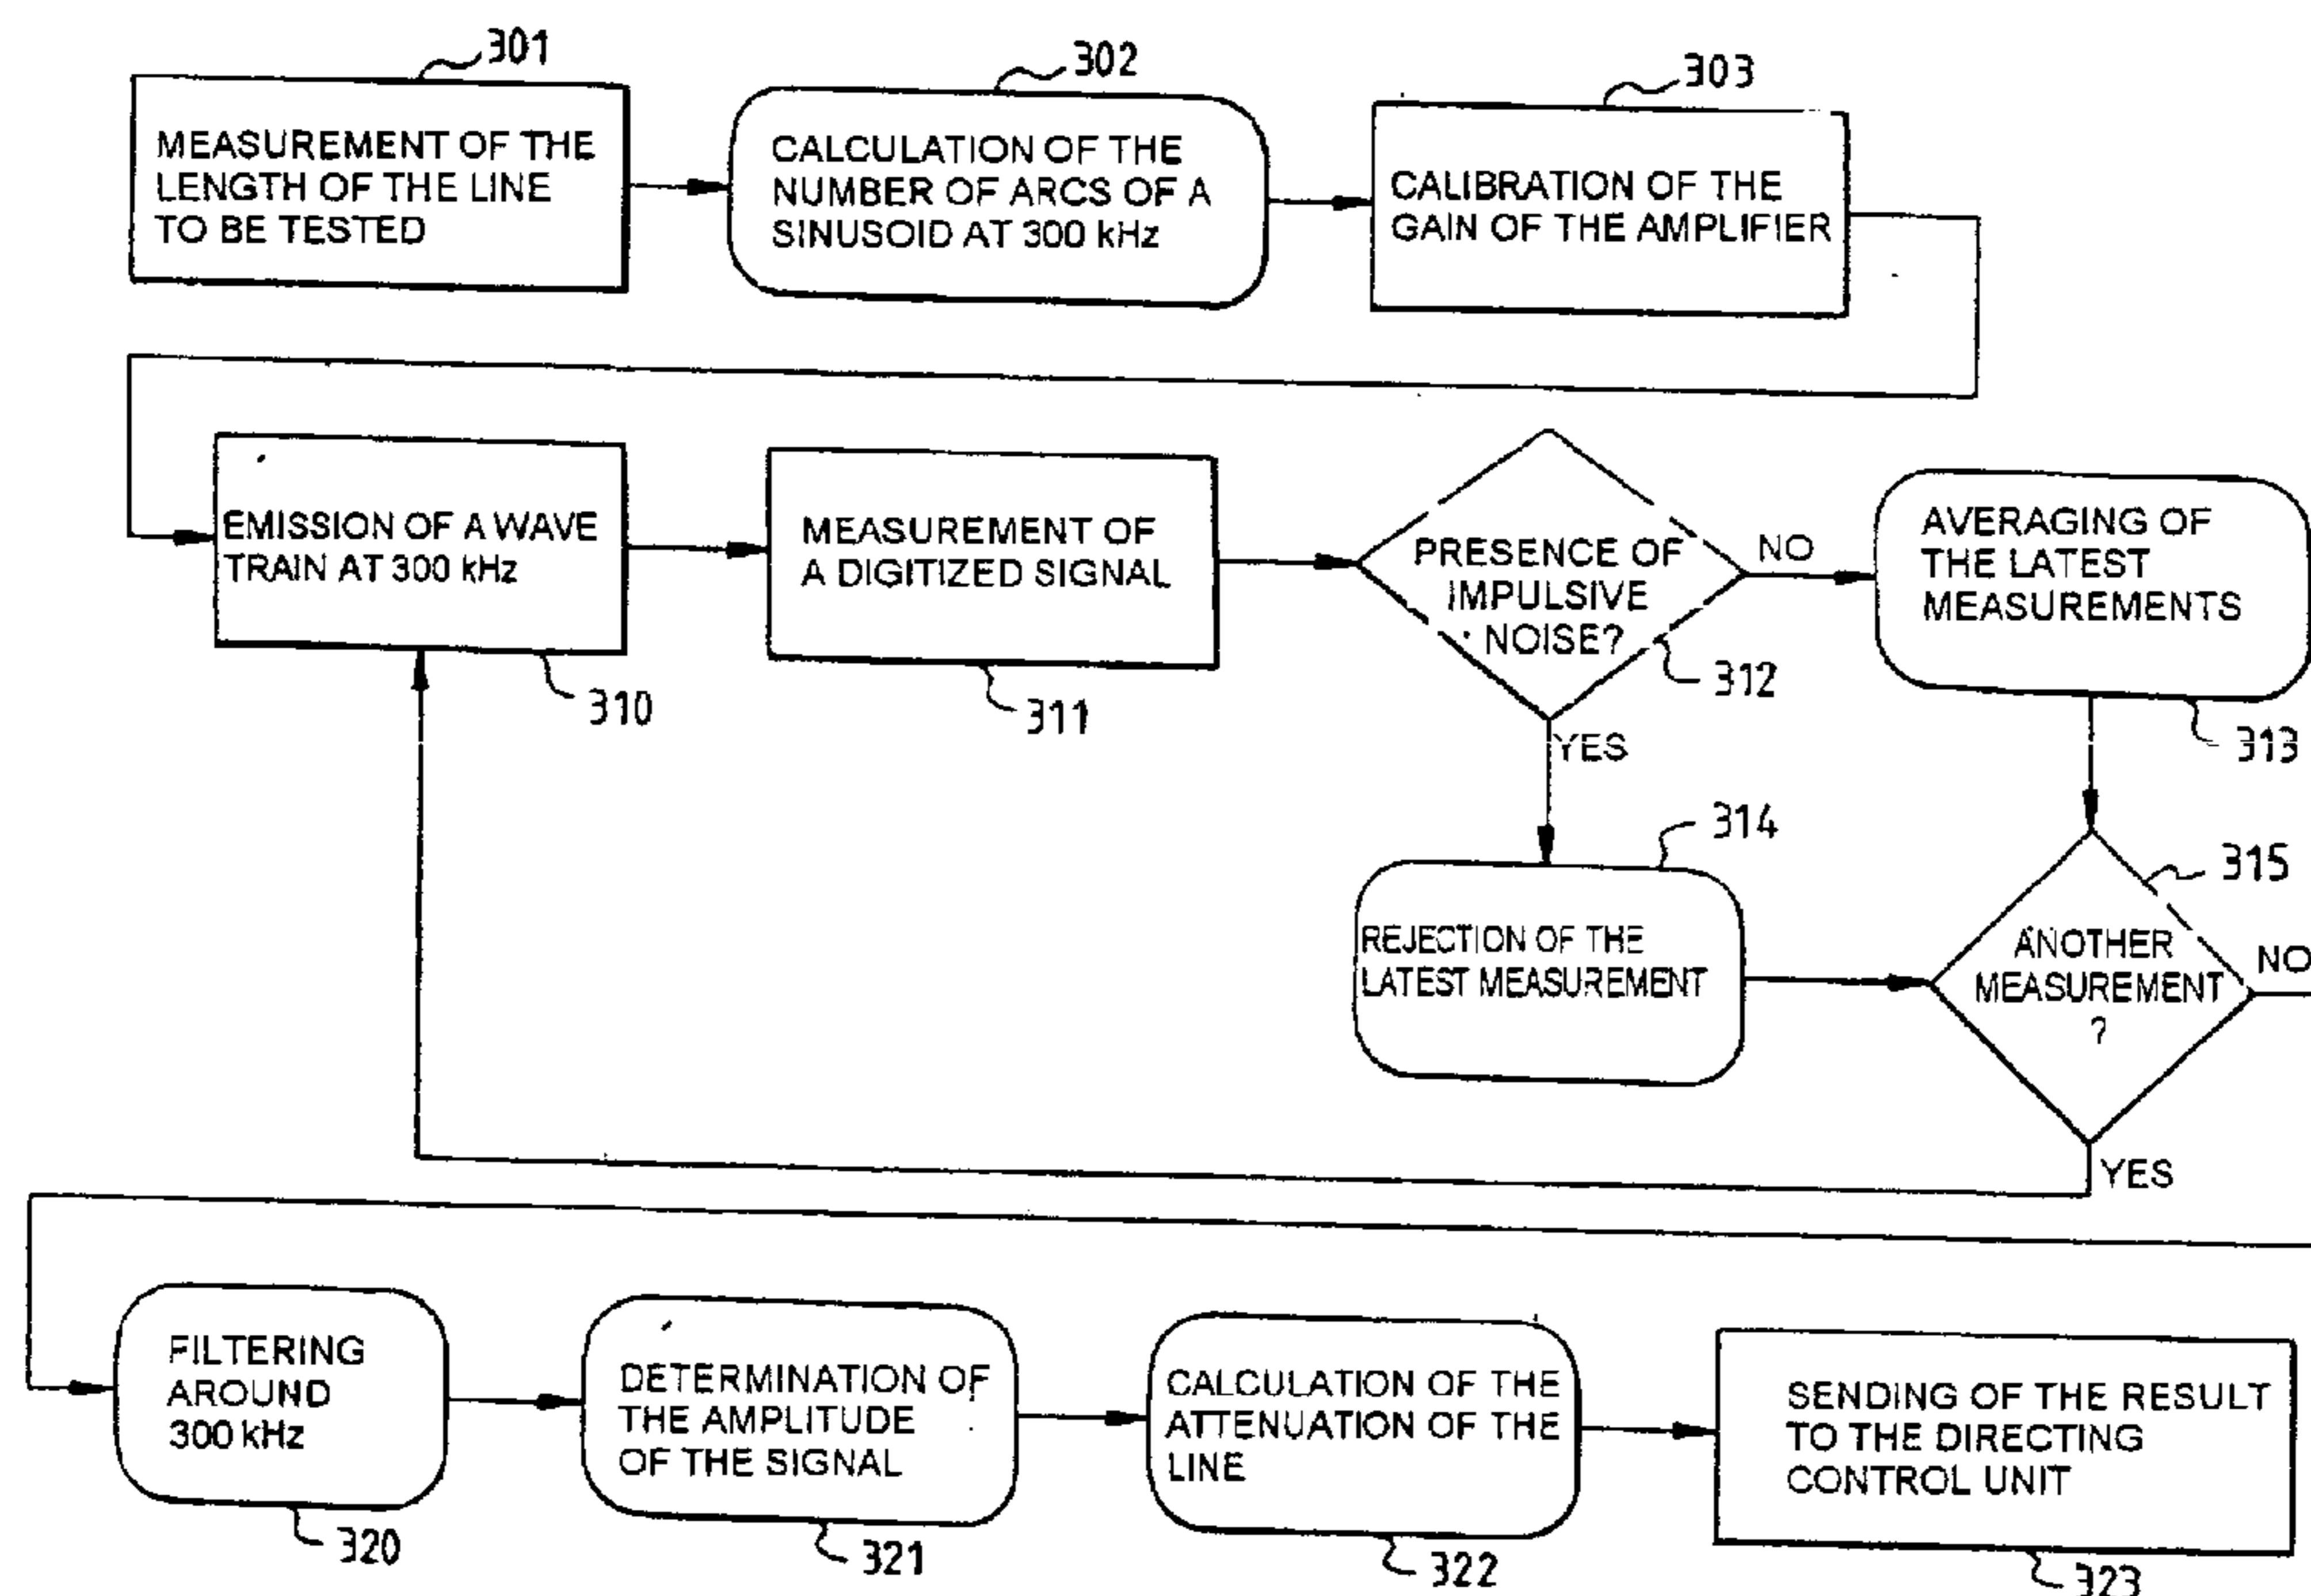 301
MEASUREMENT OF THE
LENGTH OF THE LINE
TO BE TESTED
302
CALCULATION OF THE
NUMBER OF ARCS OF A
SINUSOID AT 300 kHz
303
CALIBRATION OF THE
GAIN OF THE AMPLIFIER
EMISSION OF A WAVE
TRAIN AT 300 kHz
310
MEASUREMENT OF
A DIGITIZED SIGNAL
311
PRESENCE OF
IMPULSIVE
NOISE?
312
NO
YES
AVERAGING OF
THE LATEST
MEASUREMENTS
313
314
REJECTION OF THE
LATEST MEASUREMENT
315
ANOTHER
MEASUREMENT
?
NO
YES
FILTERING
AROUND
300 kHz
320
DETERMINATION OF
THE AMPLITUDE
OF THE SIGNAL
321
CALCULATION OF THE
ATTENUATION OF THE
LINE
322
SENDING OF THE RESULT
TO THE DIRECTING
CONTROL UNIT
323